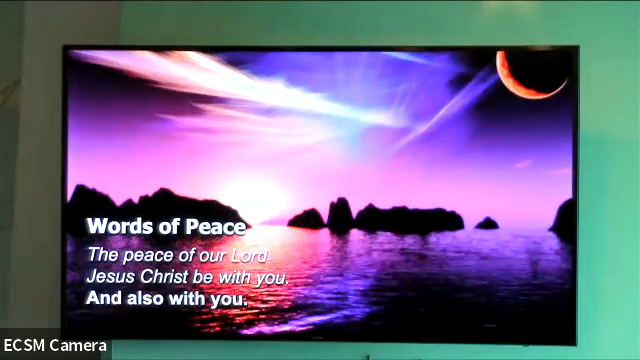 Words of Peace
The peace of our Lord
Jesus Christ be with you.
And also with you.
ECSM Camera